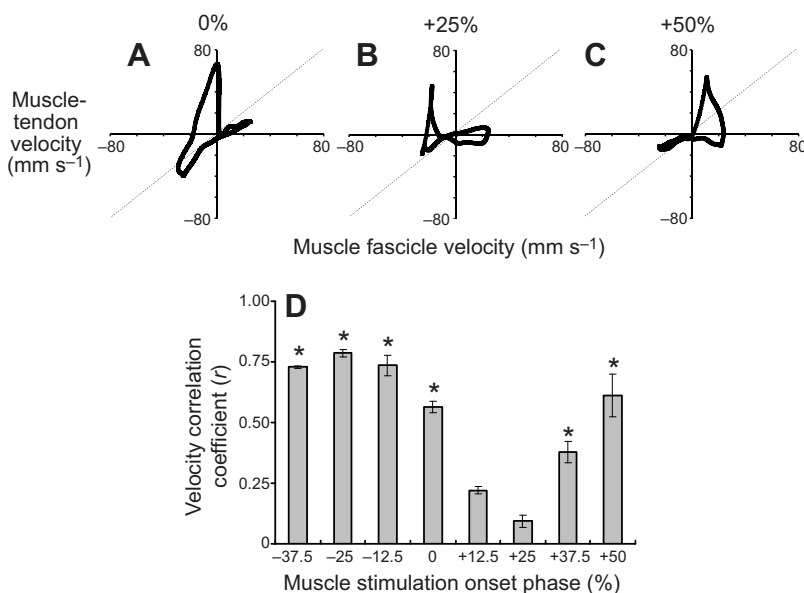 0%
+25%
+50%
A
B
C
80
80
80
Muscle-
tendon
velocity
(mm s–1)
–80
80
–80
80
–80
80
–80
–80
–80
Muscle fascicle velocity (mm s–1)
D
1.00
0.75
0.50
0.25
0
Velocity correlation
coefficient (r)
* * * * * *
–37.5 –25 –12.5 0 +12.5 +25 +37.5 +50
Muscle stimulation onset phase (%)